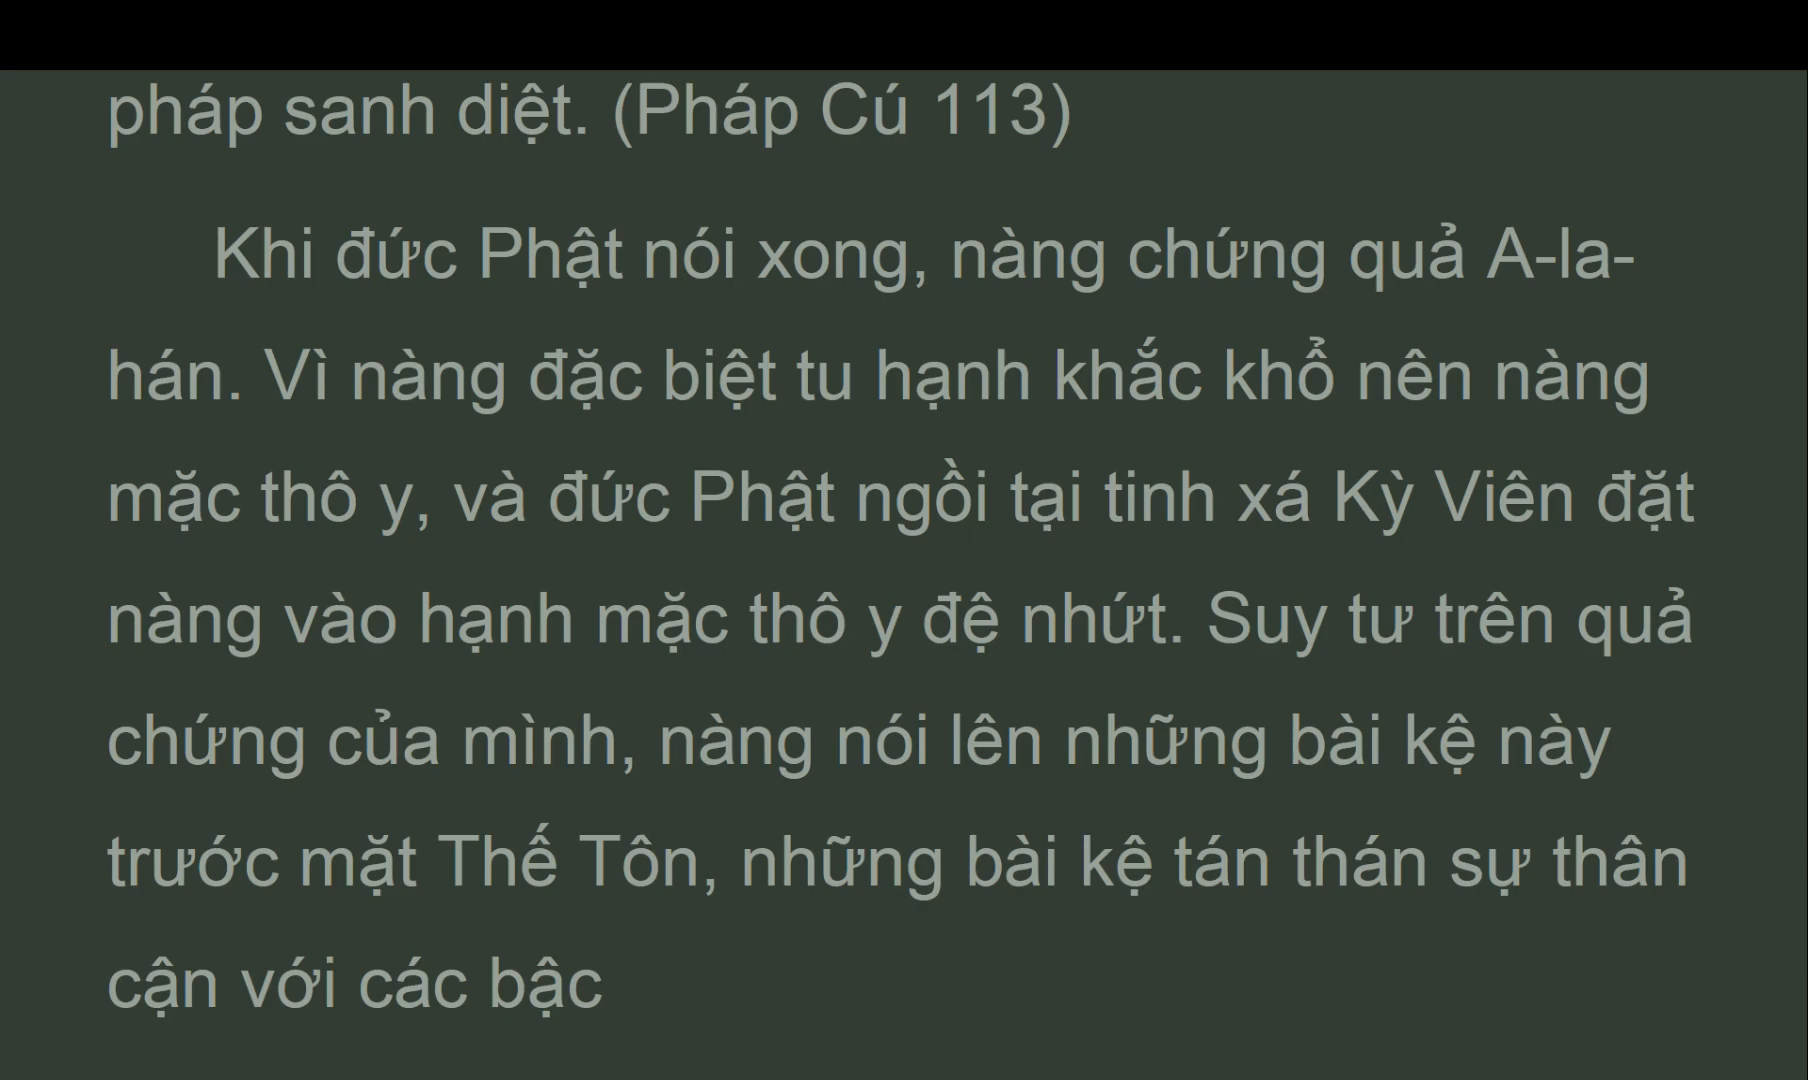 pháp sanh diệt. (Pháp Cú 113)
Khi đức Phật nói xong, nàng chứng quả A-la-
hán. Vì nàng đặc biệt tu hạnh khắc khổ nên nàng
mặc thô y, và đức Phật ngồi tại tinh xá Kỳ Viên đặt
nàng vào hạnh mặc thô y đệ nhứt. Suy tư trên quả
chứng của mình, nàng nói lên những bài kệ này
trước mặt Thế Tôn, những bài kệ tán thán sự thân
cận với các bậc